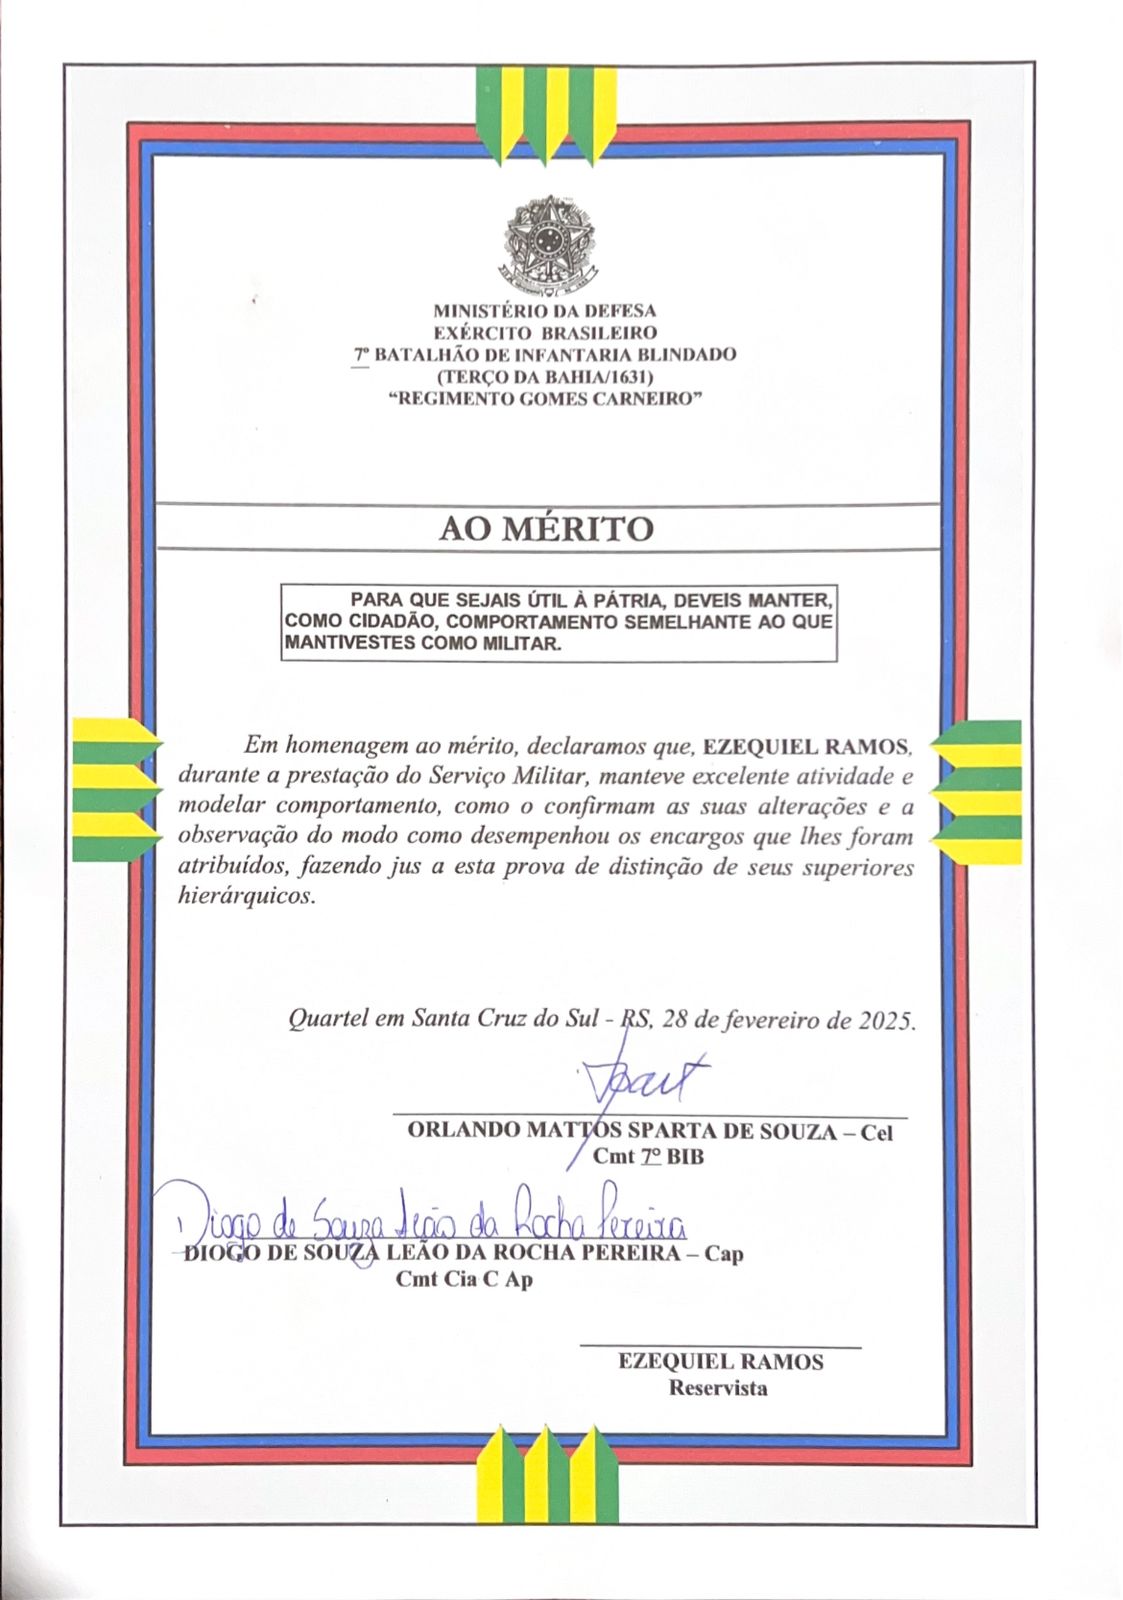 MINISTÉRIO DA DEFESA
EXÉRCITO BRASILEIRO
7º BATALHÃO DE INFANTARIA BLINDADO
(TERÇO DA BAHIA/1631)
“REGIMENTO GOMES CARNEIRO”
AO MÉRITO
PARA QUE SEJAIS ÚTIL À PÁTRIA, DEVEIS MANTER,
COMO CIDADÃO, COMPORTAMENTO SEMELHANTE AO QUE
MANTIVESTES COMO MILITAR.
Em homenagem ao mérito, declaramos que, EZEQUIEL RAMOS,
durante a prestação do Serviço Militar, manteve excelente atividade e
modelar comportamento, como o confirmam as suas alterações e a
observação do modo como desempenhou os encargos que lhes foram
atribuídos, fazendo jus a esta prova de distinção de seus superiores
hierárquicos.
Quartel em Santa Cruz do Sul - RS, 28 de fevereiro de 2025.
ORLANDO MATTOS SPARTA DE SOUZA – Cel
Cmt 7º BIB
Diogo de Souza Leão da Rocha Pereira
DIOGO DE SOUZA LEÃO DA ROCHA PEREIRA – Cap
Cmt Cia C Ap
EZEQUIEL RAMOS
Reservista